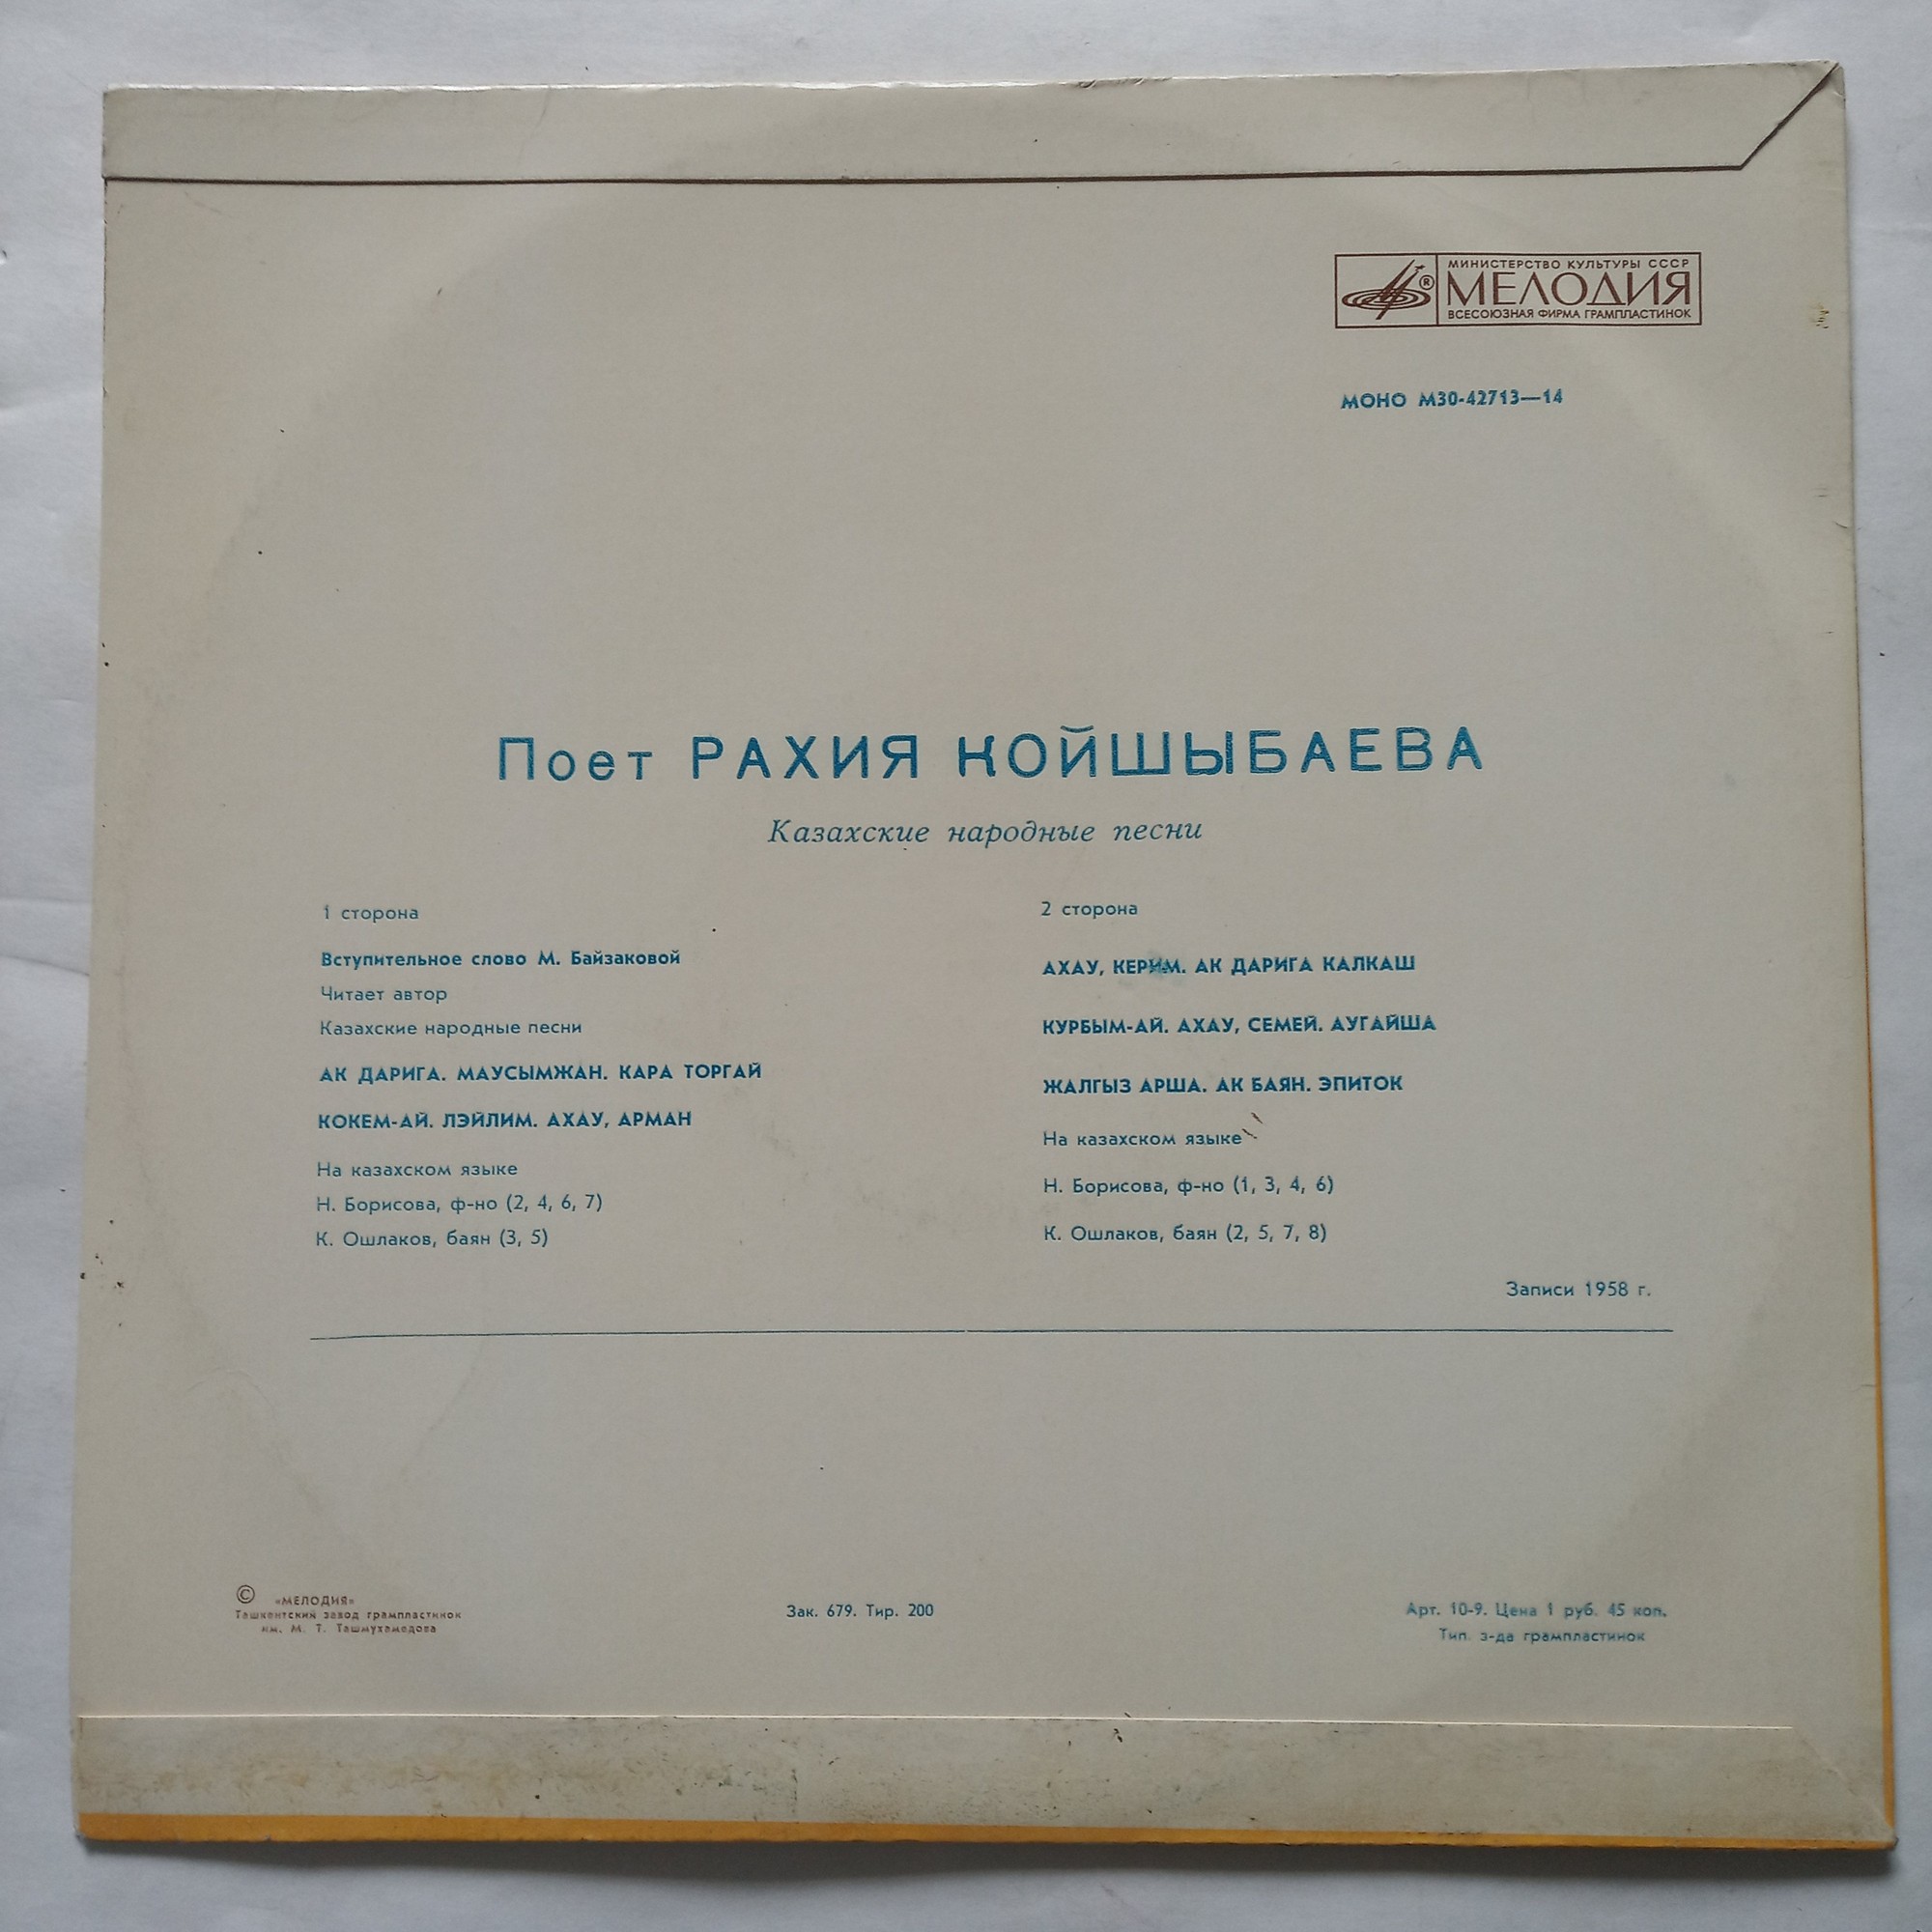 МИНИСТЕРСТВО КУЛЬТУРЫ СССР
МЕЛОДИЯ
ВСЕСОЮЗНАЯ ФИРМА ГРАМПЛАСТИНОК
МОНО М30-42713—14
Поет РАХИЯ КОЙШЫБАЕВА
Казахские народные песни
1 сторона
Вступительное слово М. Байзаковой
Читает автор
Казахские народные песни
АК ДАРИГА. МАУСЫМЖАН. КАРА ТОРГАЙ
КОКЕМ-АЙ. ЛЭЙЛИМ. АХАУ, АРМАН
На казахском языке
Н. Борисова, ф-но (2, 4, 6, 7)
К. Ошлаков, баян (3, 5)
2 сторона
АХАУ, КЕРИМ. АК ДАРИГА КАЛКАШ
КУРБЫМ-АЙ. АХАУ, СЕМЕЙ. АУГАЙША
ЖАЛГЫЗ АРША. АК БАЯН. ЭПИТОК
На казахском языке
Н. Борисова, ф-но (1, 3, 4, 6)
К. Ошлаков, баян (2, 5, 7, 8)
Записи 1958 г.
© «МЕЛОДИЯ»
Ташкентский завод грампластинок
им. М. Т. Ташмухамедова
Зак. 679. Тир. 200
Арт. 10-9. Цена 1 руб. 45 коп.
Тип. з-да грампластинок